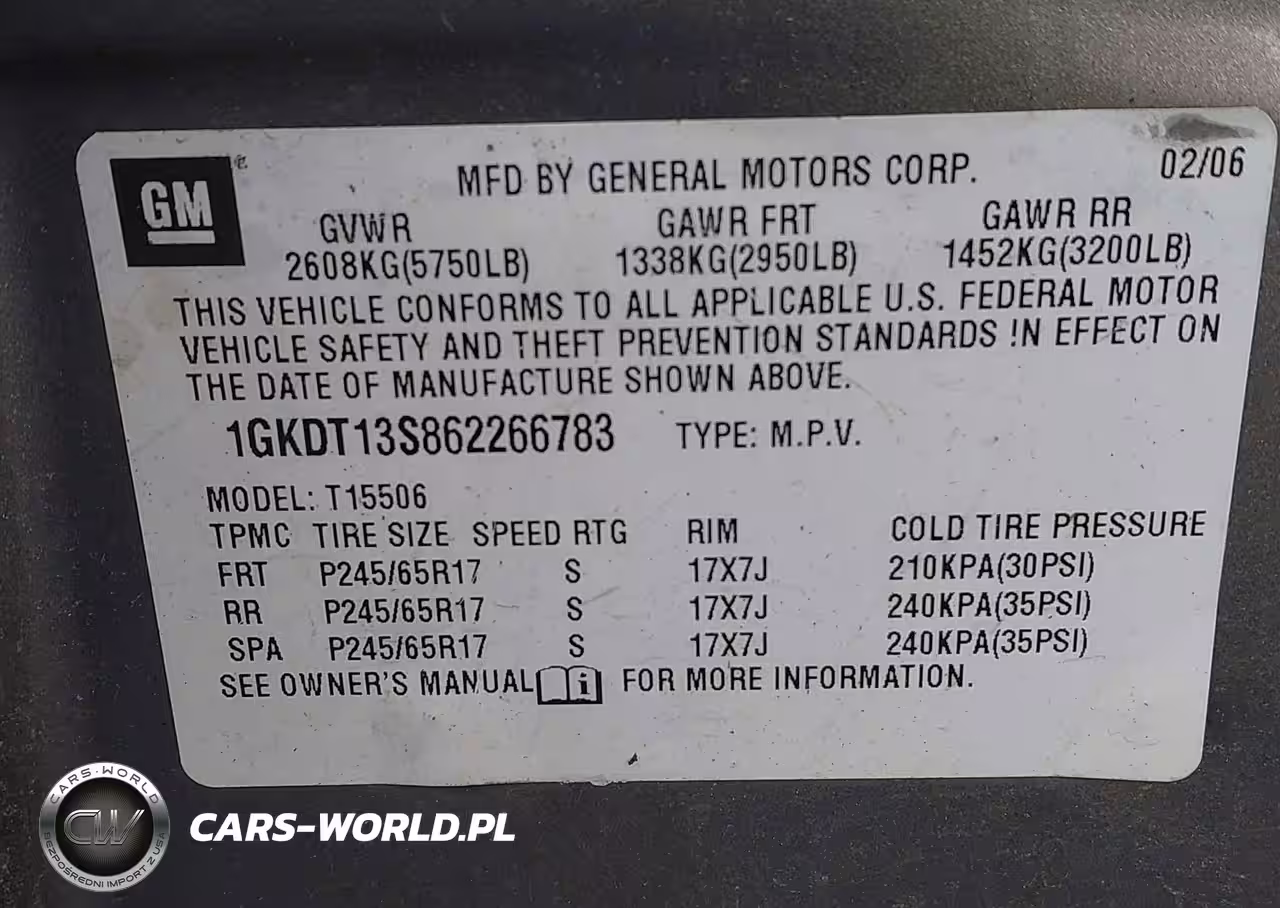 GM
MFD BY GENERAL MOTORS CORP. 02/06
GVWR GAWR FRT GAWR RR
2608KG(5750LB) 1338KG(2950LB) 1452KG(3200LB)
THIS VEHICLE CONFORMS TO ALL APPLICABLE U.S. FEDERAL MOTOR
VEHICLE SAFETY AND THEFT PREVENTION STANDARDS IN EFFECT ON
THE DATE OF MANUFACTURE SHOWN ABOVE.
1GKDT13S862266783 TYPE: M.P.V.
MODEL: T15506
TPMC TIRE SIZE SPEED RTG RIM COLD TIRE PRESSURE
FRT P245/65R17 S 17X7J 210KPA(30PSI)
RR P245/65R17 S 17X7J 240KPA(35PSI)
SPA P245/65R17 S 17X7J 240KPA(35PSI)
SEE OWNER'S MANUAL i FOR MORE INFORMATION.
CARS-WORLD
CW
BEZPOŚREDNI IMPORT Z USA
CARS-WORLD.PL